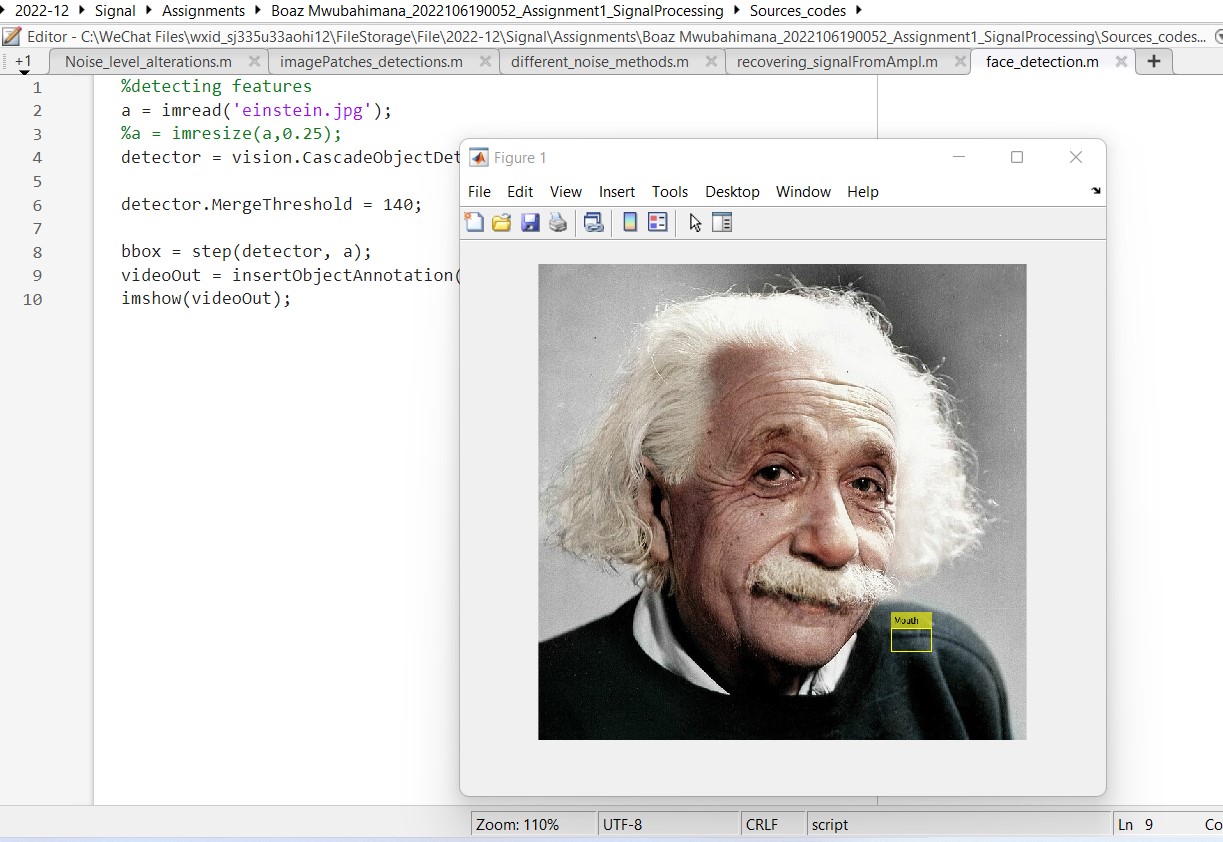 2022-12 Signal Assignments Boaz Mwubahimana_2022106190052_Assignment1_SignalProcessing Sources_codes
Editor - C:\WeChat Files\wxid_sj335u33aohi12\FileStorage\File\2022-12\Signal\Assignments\Boaz Mwubahimana_2022106190052_Assignment1_SignalProcessing\Sources_codes...
+1 Noise_level_alterations.m imagePatches_detections.m different_noise_methods.m recovering_signalFromAmpl.m face_detection.m +
1 %detecting features
2 a = imread('einstein.jpg');
3 %a = imresize(a,0.25);
4 detector = vision.CascadeObjectDet
5
6 detector.MergeThreshold = 140;
7
8 bbox = step(detector, a);
9 videoOut = insertObjectAnnotation(
10 imshow(videoOut);
Figure 1
File Edit View Insert Tools Desktop Window Help
Mouth
Zoom: 110% UTF-8 CRLF script Ln 9 Co